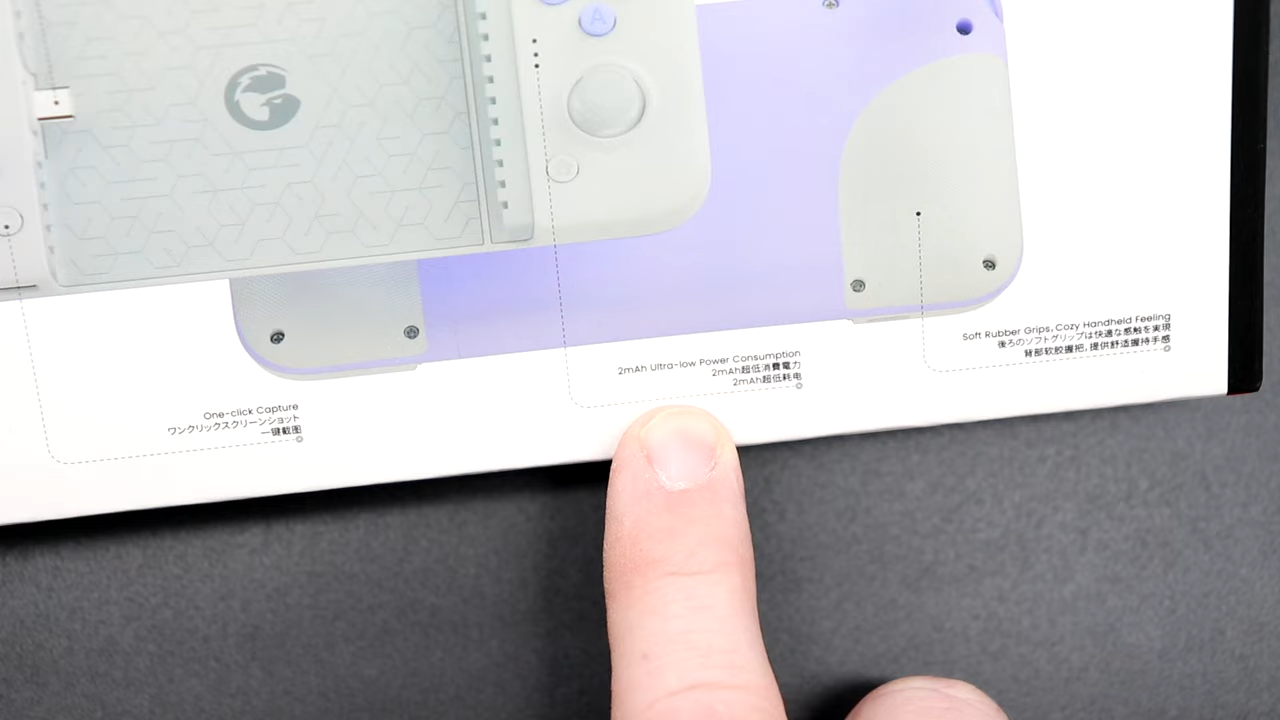 A
One-click Capture
ワンクリックスクリーンショット
一键截图
2mAh Ultra-low Power Consumption
2mAh超低消費電力
2mAh超低耗电
Soft Rubber Grips, Cozy Handheld Feeling
後ろのソフトグリップは快適な感触を実現
背部软胶握把,提供舒适握持手感